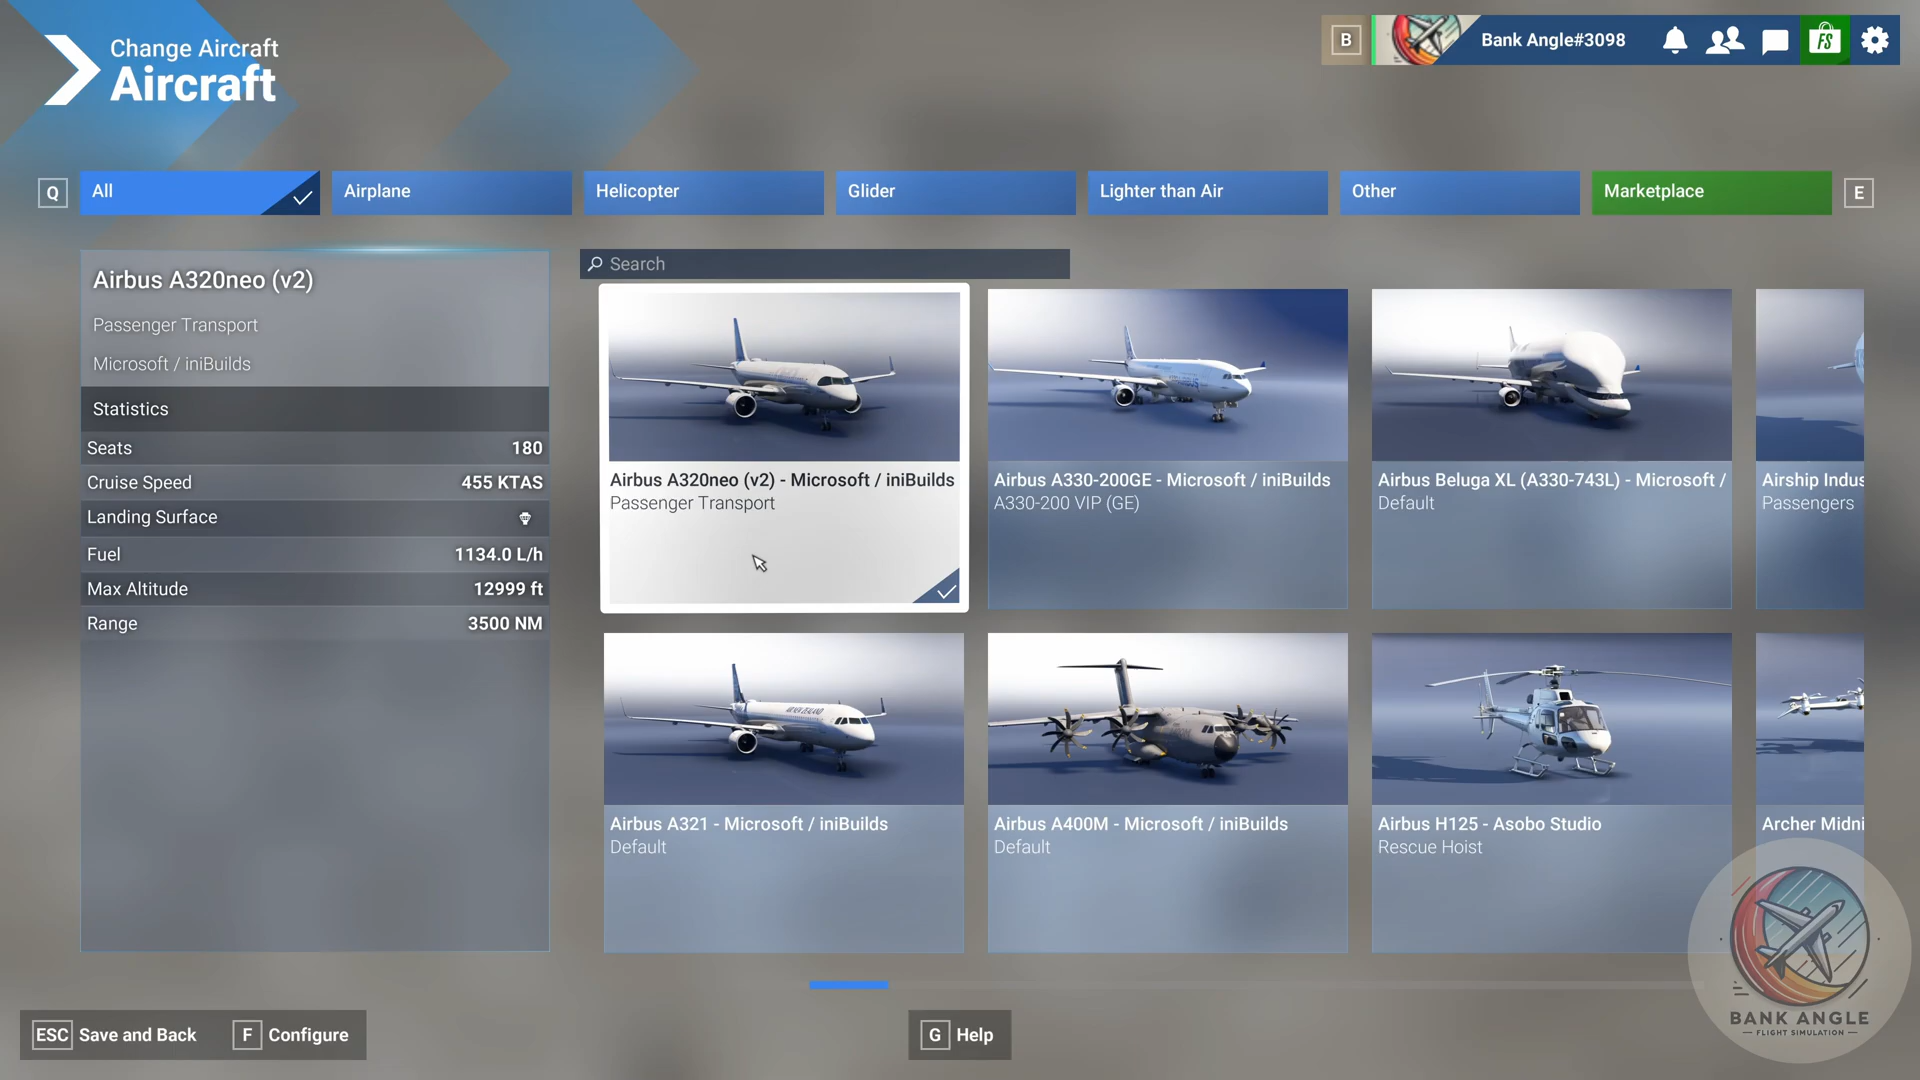 Change Aircraft
Aircraft
B
Bank Angle#3098
FS
Q
All
Airplane
Helicopter
Glider
Lighter than Air
Other
Marketplace
E
Airbus A320neo (v2)
Passenger Transport
Microsoft / iniBuilds
Statistics
Seats 180
Cruise Speed 455 KTAS
Landing Surface
Fuel 1134.0 L/h
Max Altitude 12999 ft
Range 3500 NM
Search
Airbus A320neo (v2) - Microsoft / iniBuilds
Passenger Transport
Airbus A330-200GE - Microsoft / iniBuilds
A330-200 VIP (GE)
Airbus Beluga XL (A330-743L) - Microsoft /
Default
Airship Indus
Passengers
Airbus A321 - Microsoft / iniBuilds
Default
Airbus A400M - Microsoft / iniBuilds
Default
Airbus H125 - Asobo Studio
Rescue Hoist
Archer Midni
BANK ANGLE
FLIGHT SIMULATION
ESC Save and Back
F Configure
G Help